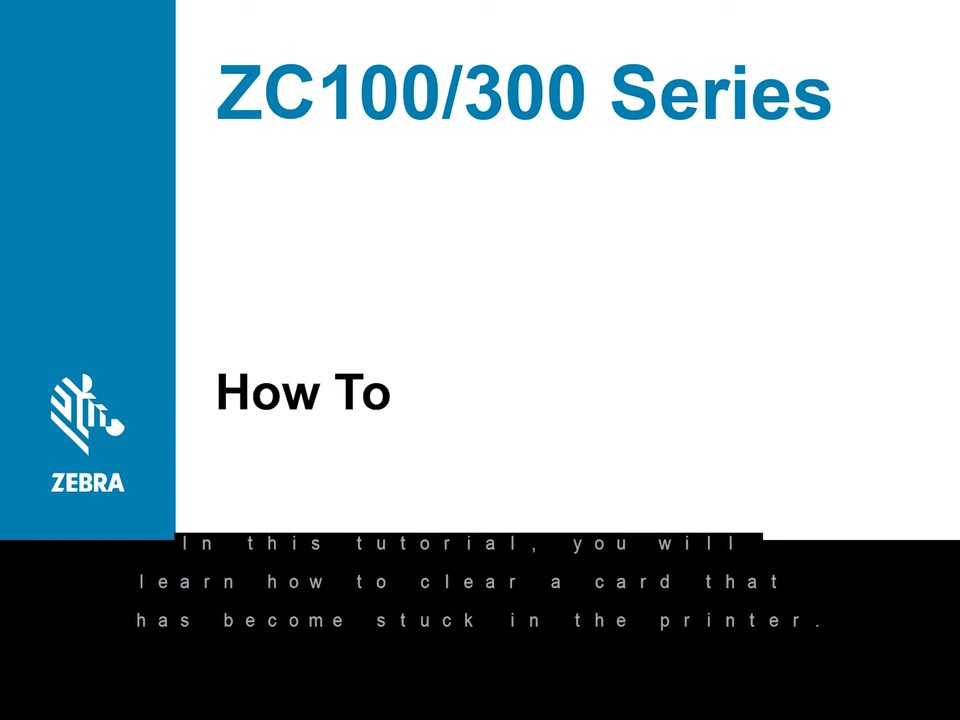 ZC100/300 Series
How To
ZEBRA
In this tutorial, you will
learn how to clear a card that
has become stuck in the printer.